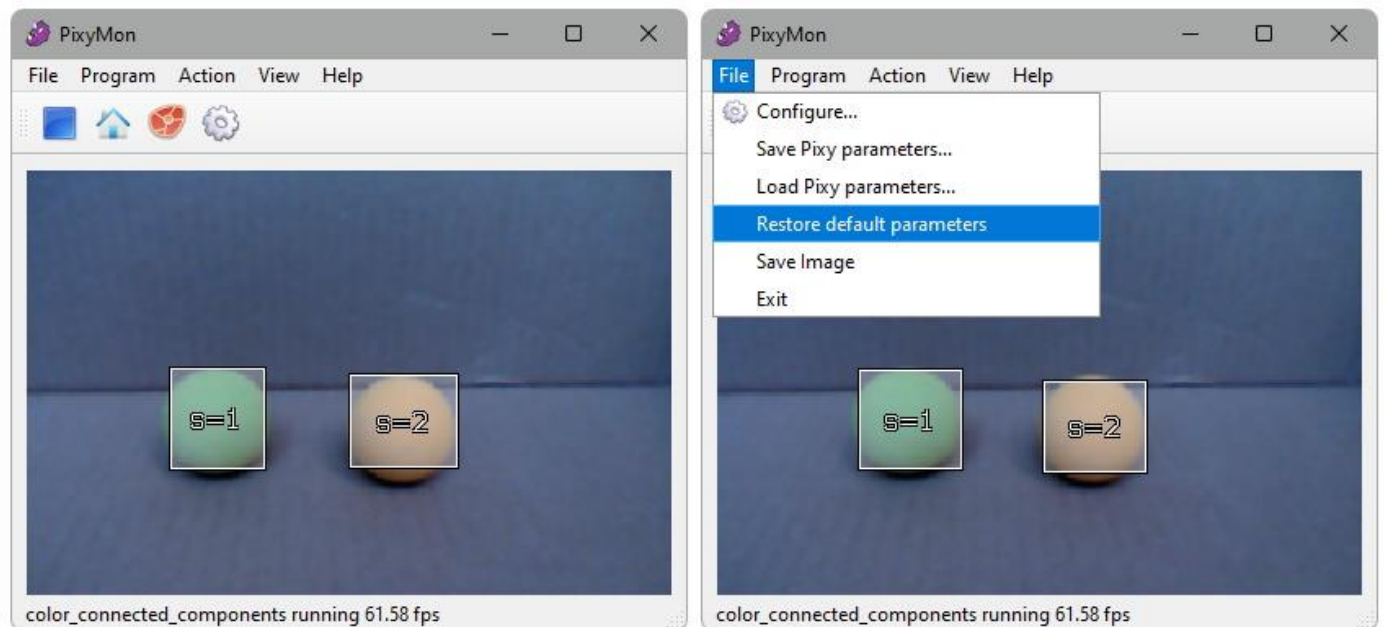 PixyMon
File Program Action View Help
s=1
s=2
color_connected_components running 61.58 fps
PixyMon
File Program Action View Help
Configure...
Save Pixy parameters...
Load Pixy parameters...
Restore default parameters
Save Image
Exit
s=1
s=2
color_connected_components running 61.58 fps